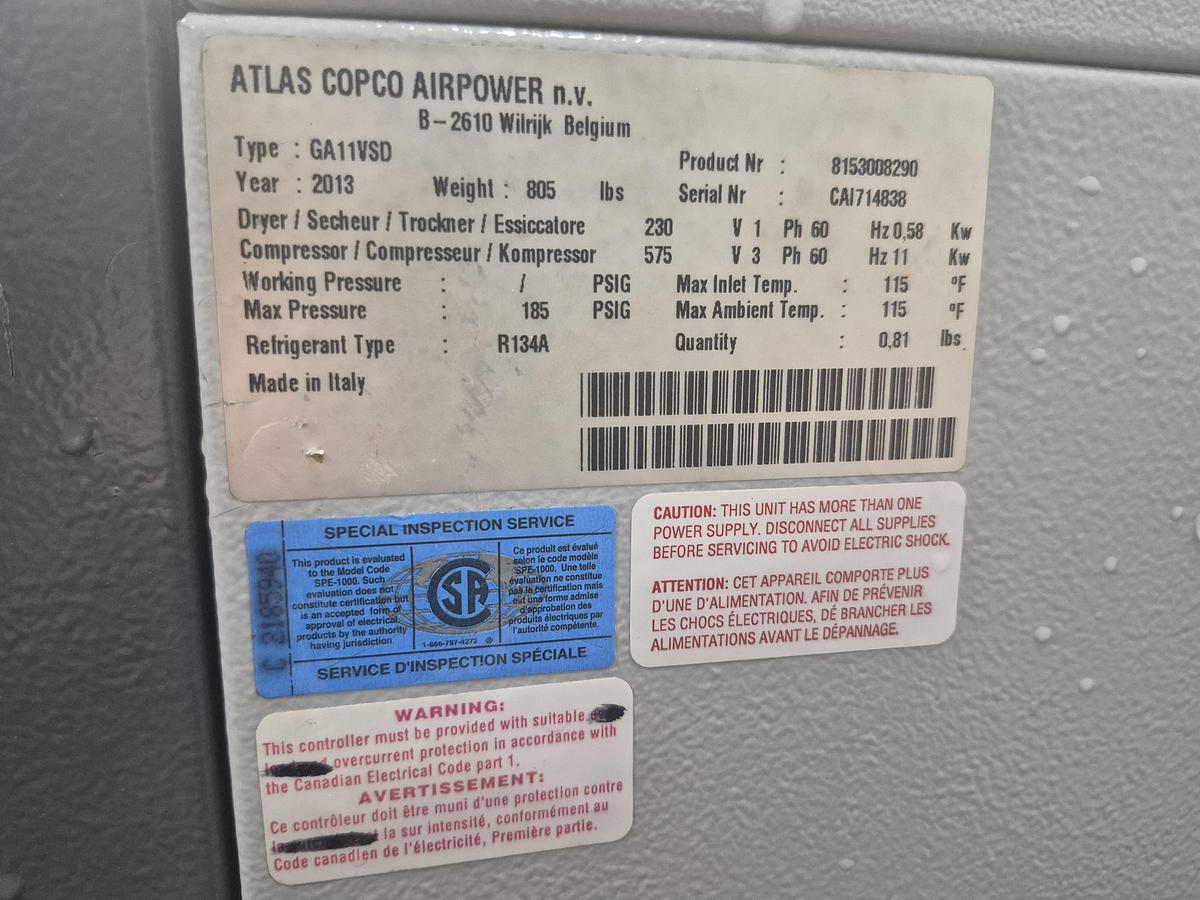 ATLAS COPCO AIRPOWER n.v.
B-2610 Wilrijk Belgium
Type : GA11VSD
Product Nr : 8153008290
Year : 2013 Weight : 805 lbs
Serial Nr : CAI714838
Dryer / Secheur / Trockner / Essiccatore 230 V 1 Ph 60 Hz 0,58 Kw
Compressor / Compresseur / Kompressor 575 V 3 Ph 60 Hz 11 Kw
Working Pressure : / PSIG Max Inlet Temp. : 115 °F
Max Pressure : 185 PSIG Max Ambient Temp. : 115 °F
Refrigerant Type : R134A Quantity : 0,81 lbs
Made in Italy
SPECIAL INSPECTION SERVICE
C 2185940
This product is evaluated
to the Model Code
SPE-1000. Such
evaluation does not
constitute certification but
is an accepted form of
approval of electrical
products by the authority
having jurisdiction.
CSA
1-866-797-4272 ®
Ce produit est évalué
selon le code modèle
SPE-1000. Une telle
évaluation ne constitue
pas la certification mais
est une forme admise
d'approbation des
produits électriques par
l'autorité compétente.
SERVICE D'INSPECTION SPÉCIALE
CAUTION: THIS UNIT HAS MORE THAN ONE
POWER SUPPLY. DISCONNECT ALL SUPPLIES
BEFORE SERVICING TO AVOID ELECTRIC SHOCK.
ATTENTION: CET APPAREIL COMPORTE PLUS
D'UNE D'ALIMENTATION. AFIN DE PRÉVENIR
LES CHOCS ÉLECTRIQUES, DÉ BRANCHER LES
ALIMENTATIONS AVANT LE DÉPANNAGE.
WARNING:
This controller must be provided with suitable
overcurrent protection in accordance with
the Canadian Electrical Code part 1.
AVERTISSEMENT:
Ce contrôleur doit être muni d'une protection contre
la sur intensité, conformément au
Code canadien de l'électricité, Première partie.